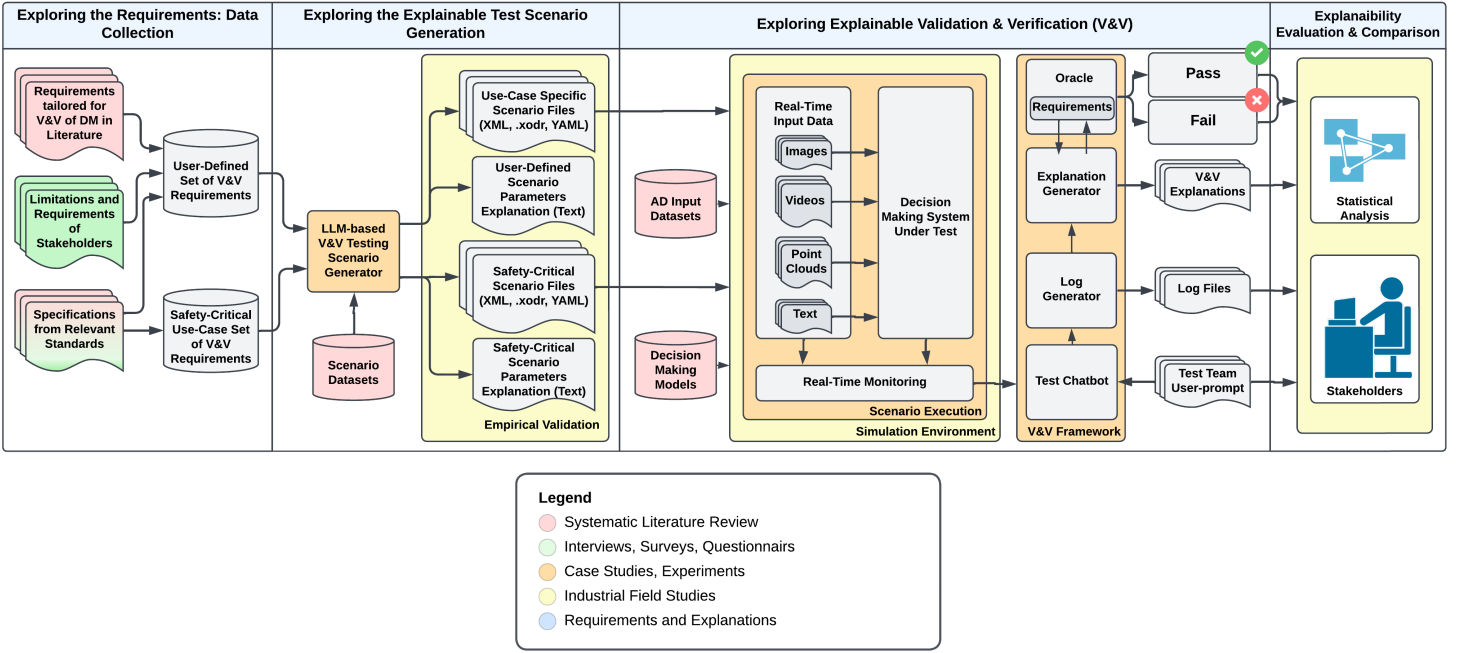 Exploring the Requirements: Data
Collection
Exploring the Explainable Test Scenario
Generation
Exploring Explainable Validation & Verification (V&V)
Explanaibility
Evaluation & Comparison
Requirements
tailored for
V&V of DM in
Literature
Limitations and
Requirements
of
Stakeholders
Specifications
from Relevant
Standards
User-Defined
Set of V&V
Requirements
Safety-Critical
Use-Case Set
of V&V
Requirements
LLM-based
V&V Testing
Scenario
Generator
Scenario
Datasets
Use-Case Specific
Scenario Files
(XML, .xodr, YAML)
User-Defined
Scenario
Parameters
Explanation (Text)
Safety-Critical
Scenario Files
(XML, .xodr, YAML)
Safety-Critical
Scenario
Parameters
Explanation (Text)
Empirical Validation
AD Input
Datasets
Decision
Making
Models
Real-Time
Input Data
Images
Videos
Point
Clouds
Text
Decision
Making System
Under Test
Real-Time Monitoring
Scenario Execution
Simulation Environment
Oracle
Requirements
Explanation
Generator
Log
Generator
Test Chatbot
V&V Framework
Pass
Fail
V&V
Explanations
Log Files
Test Team
User-prompt
Statistical
Analysis
Stakeholders
Legend
Systematic Literature Review
Interviews, Surveys, Questionnairs
Case Studies, Experiments
Industrial Field Studies
Requirements and Explanations